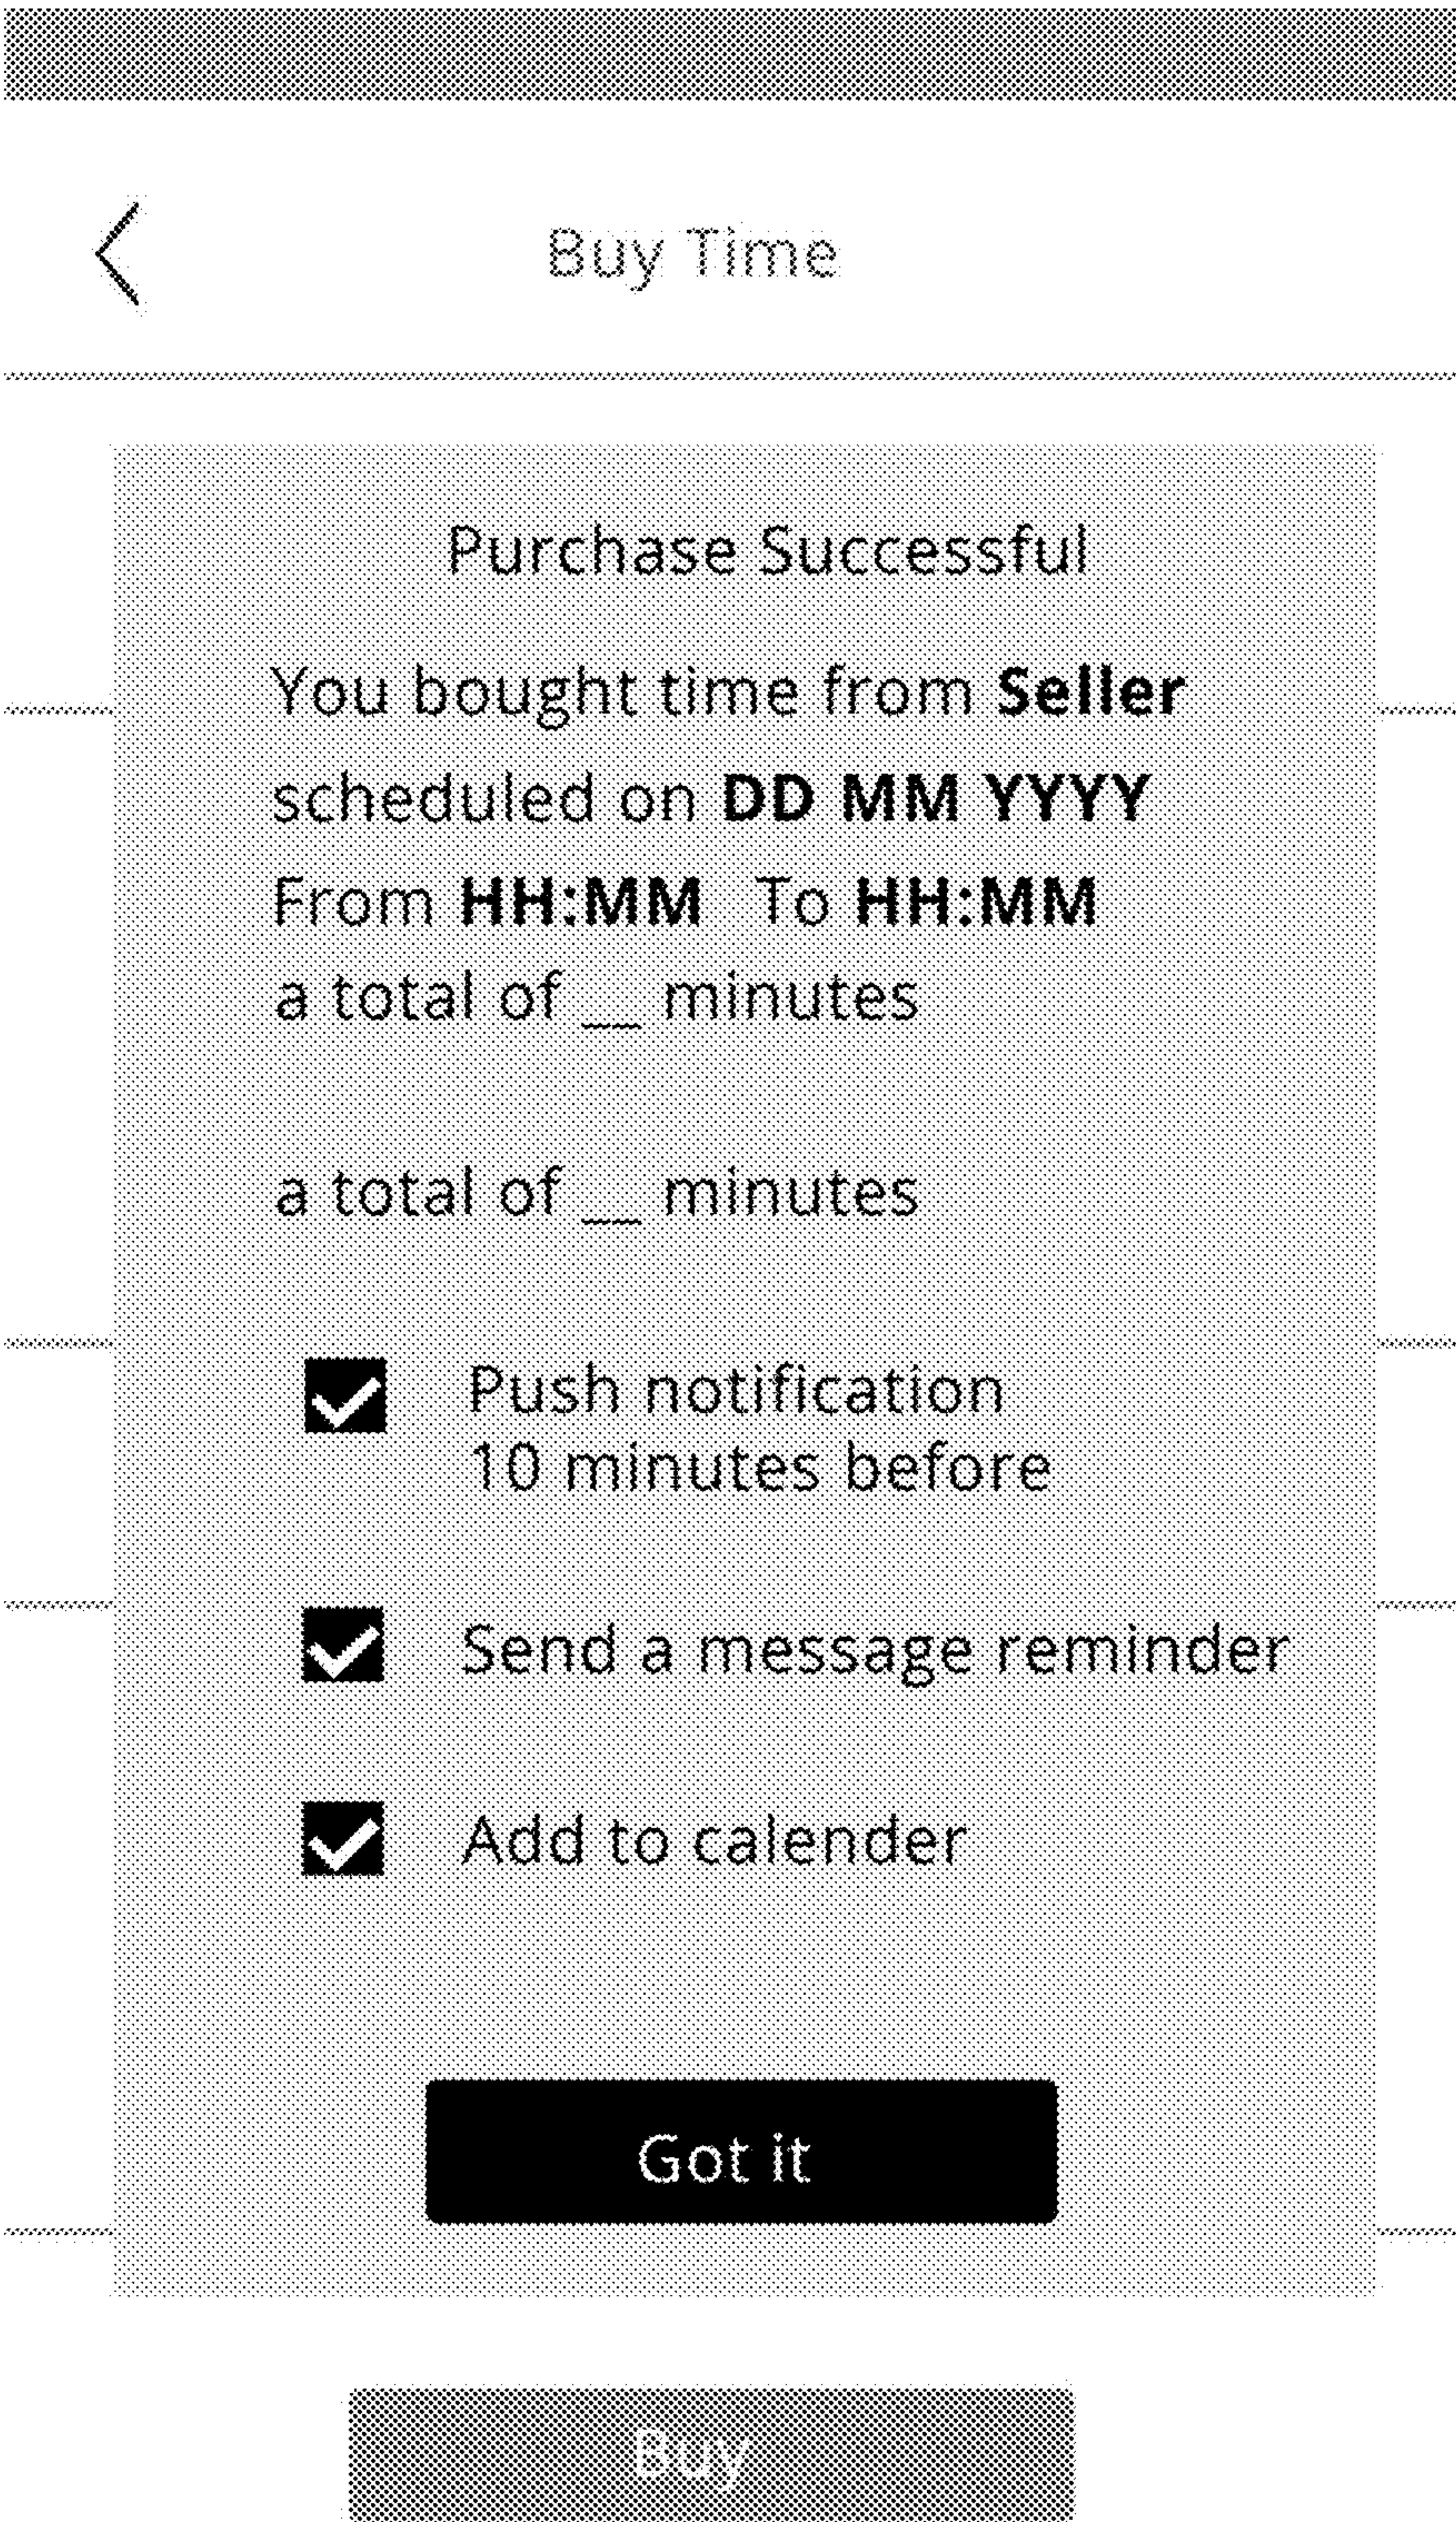 Buy Time
Purchase Successful
You bought time from Seller
scheduled on DD MM YYYY
From HH:MM To HH:MM
a total of __ minutes
a total of __ minutes
Push notification
10 minutes before
Send a message reminder
Add to calender
Got it
Buy